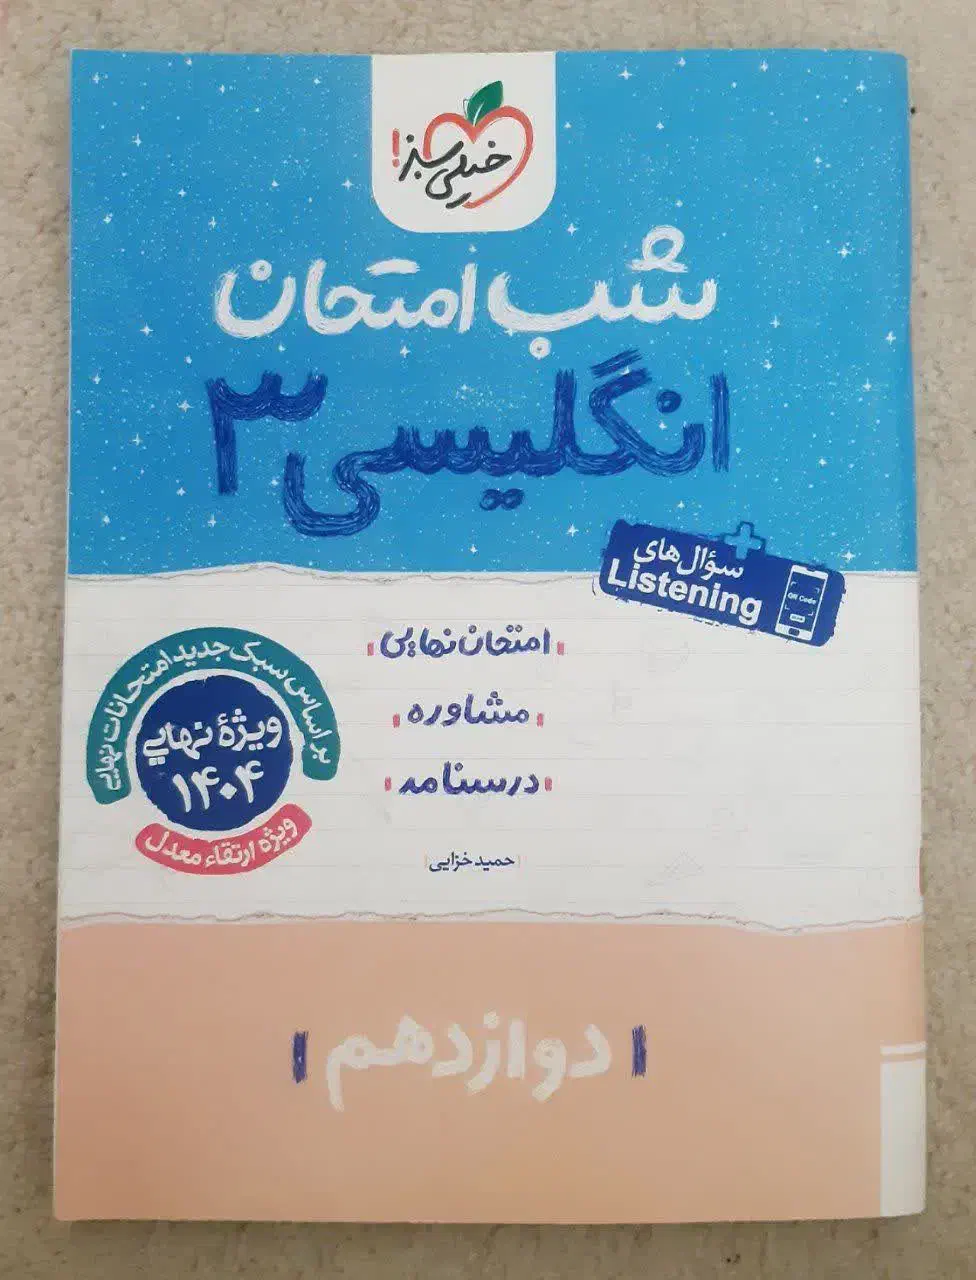 خیلی سبز!
شب امتحان
انگلیسی ۳
+
سؤال‌های
Listening
QR Code
امتحان نهایی
مشاوره
درسنامه
حمید خزایی
بر اساس سبک جدید امتحانات نهایی
ویژهٔ نهایی
۱۴۰۴
ویژه ارتقاء معدل
دوازدهم